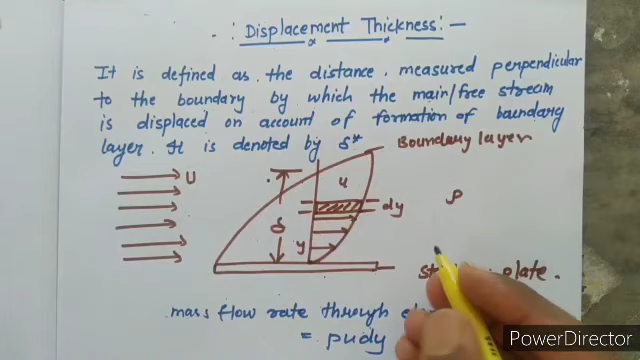 : Displacement Thickness:-
It is defined as the distance measured perpendicular
to the boundary by which the main/free stream
is displaced on account of formation of boundary
layer. It is denoted by δ*
Boundary layer
U
u
dy
ρ
δ
y
plate.
mass flow rate through
= ρudy
PowerDirector